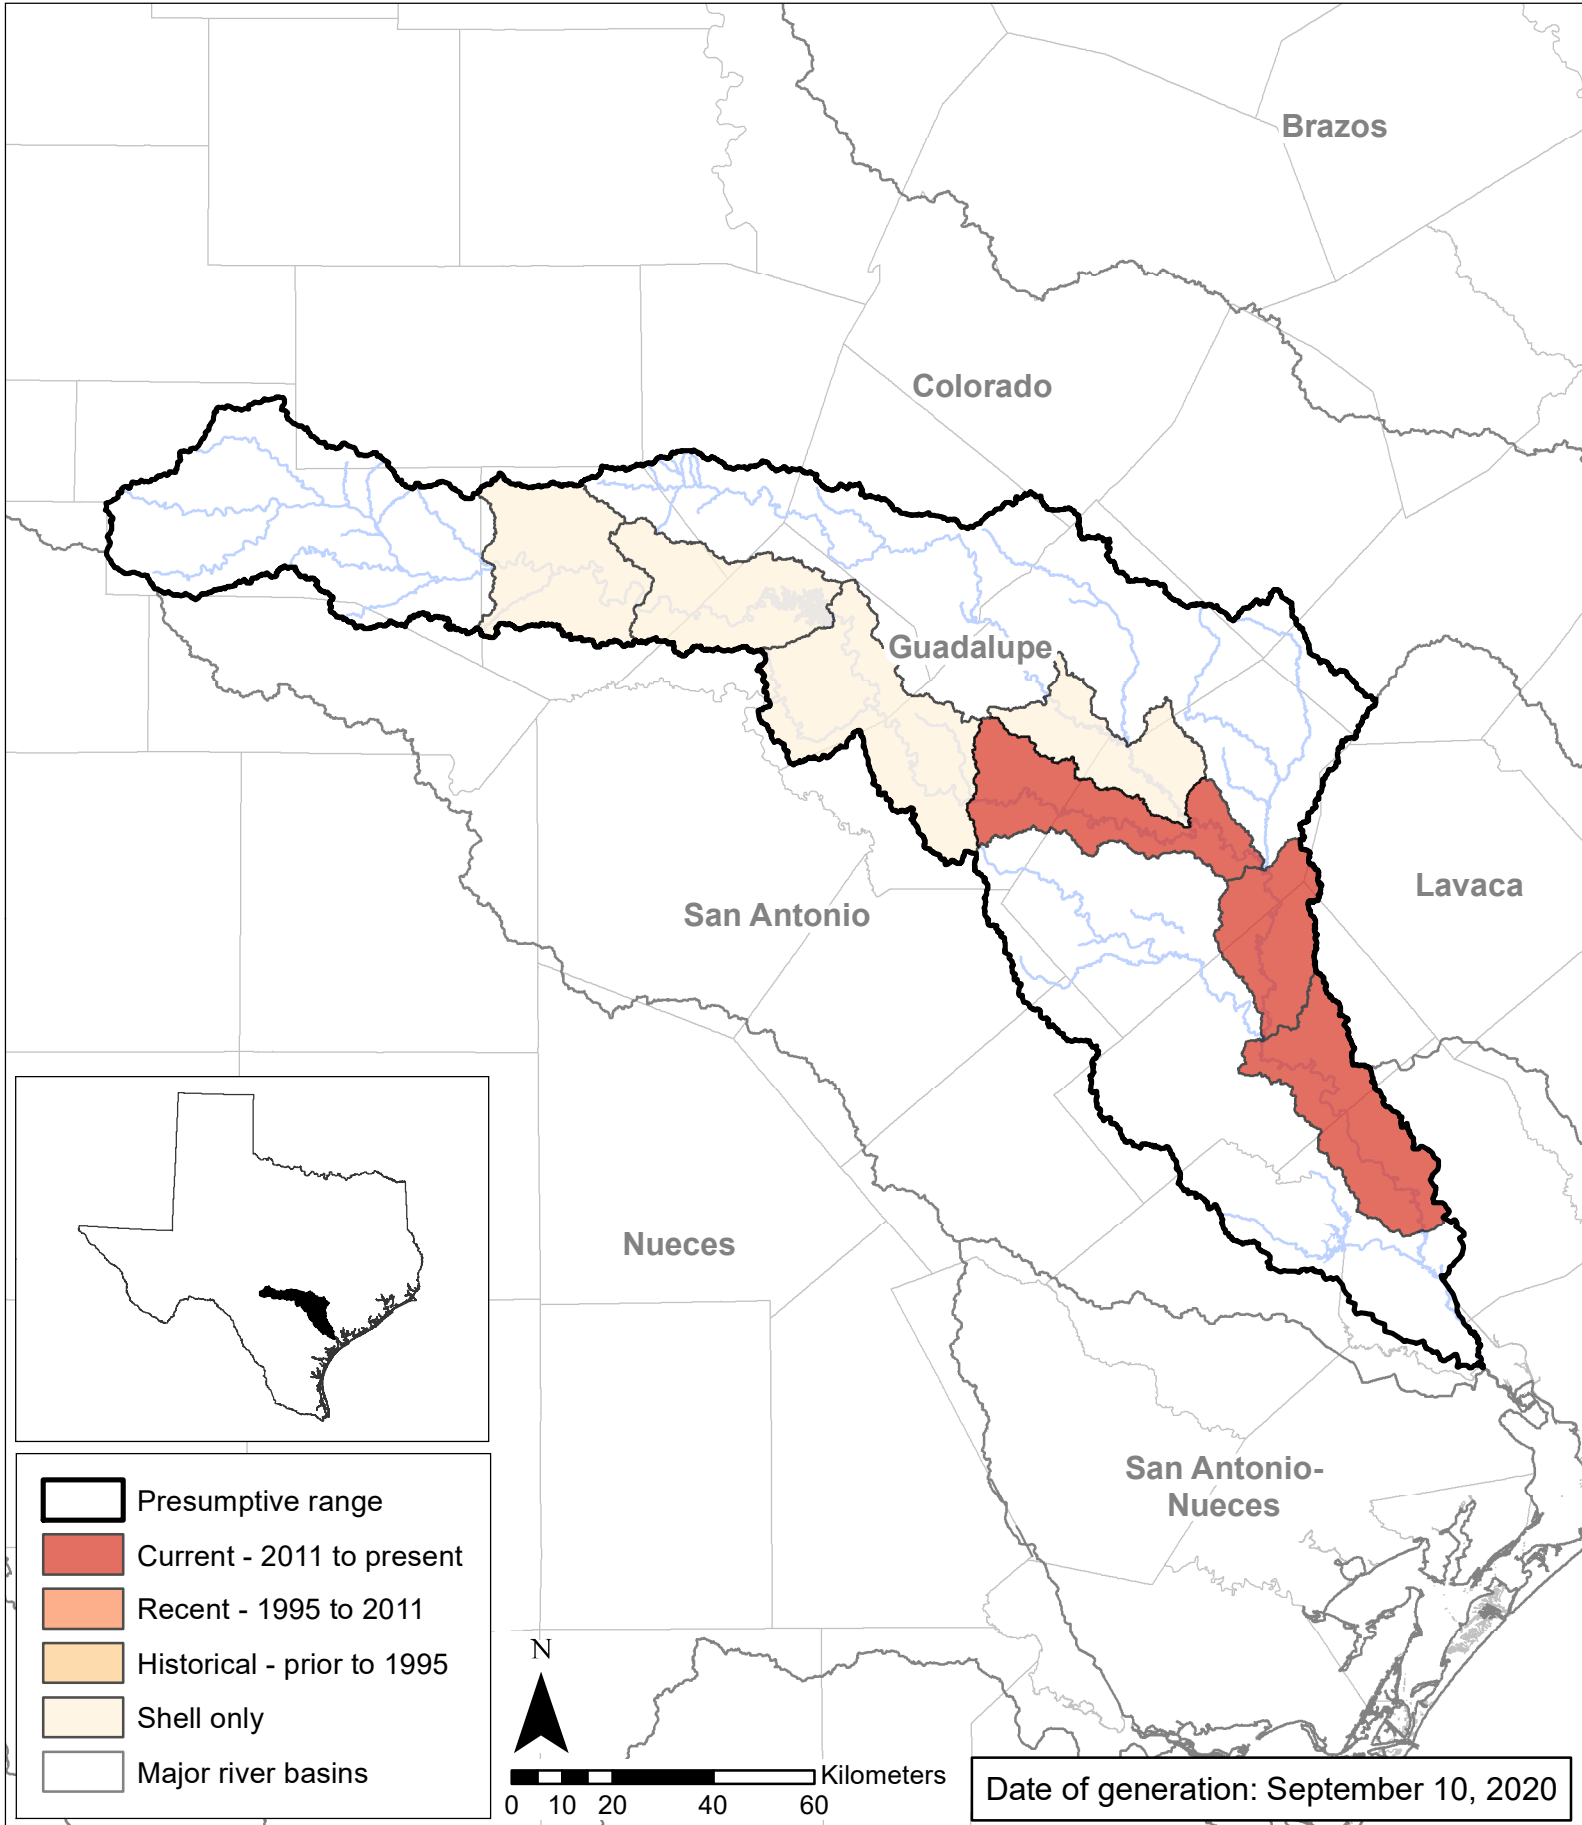 Brazos
Colorado
Guadalupe
Lavaca
San Antonio
Nueces
San Antonio-
Nueces
Presumptive range
Current - 2011 to present
Recent - 1995 to 2011
Historical - prior to 1995
Shell only
Major river basins
N
Kilometers
0 10 20 40 60
Date of generation: September 10, 2020